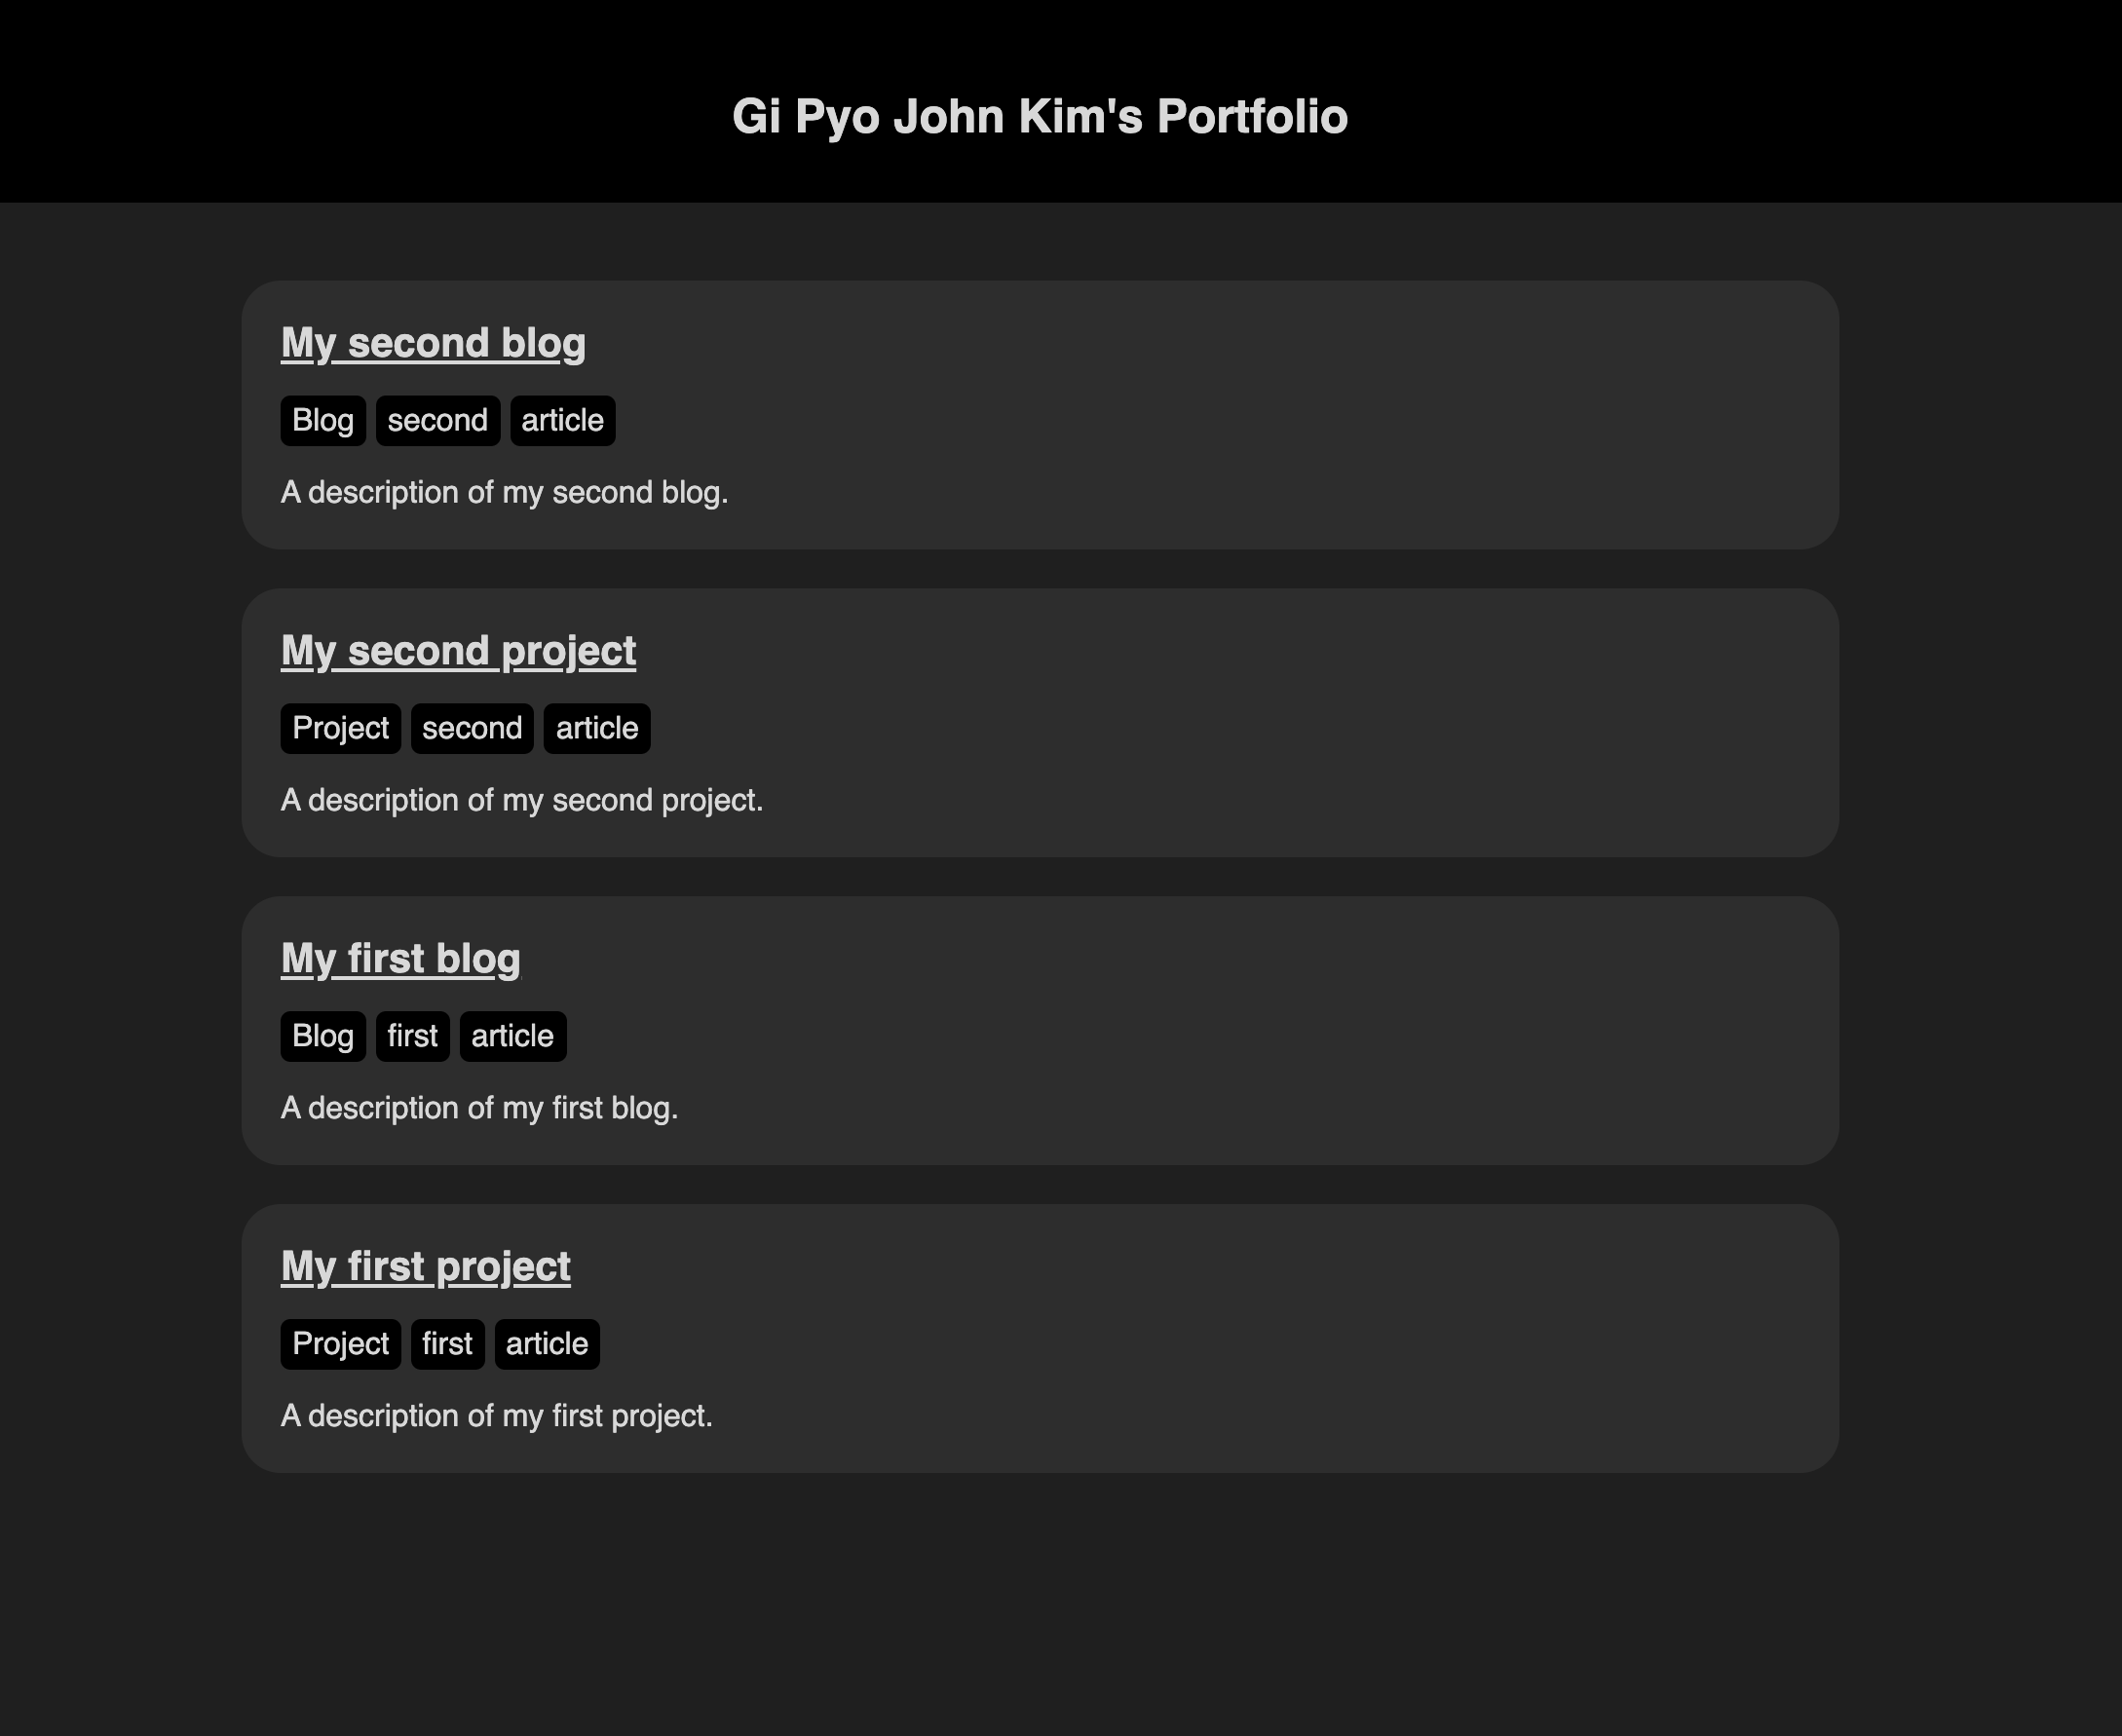 Gi Pyo John Kim's Portfolio
My second blog
Blog second article
A description of my second blog.
My second project
Project second article
A description of my second project.
My first blog
Blog first article
A description of my first blog.
My first project
Project first article
A description of my first project.